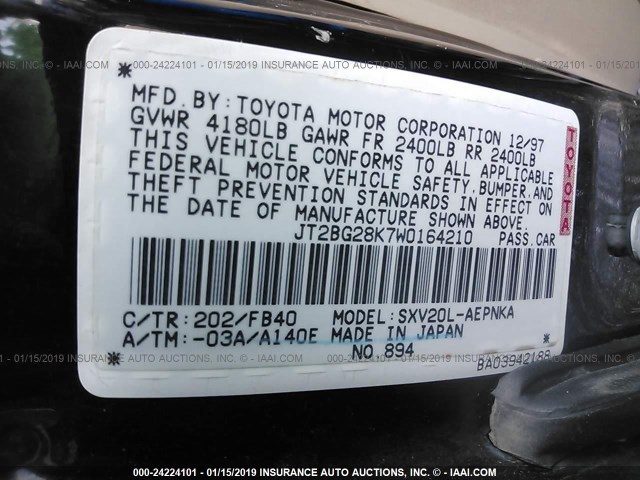 000-24224101 - 01/15/2019 INSURANCE AUTO AUCTIONS, INC. - © IAAI.COM
MFD.BY:TOYOTA MOTOR CORPORATION 12/97
GVWR 4180LB GAWR FR 2400LB RR 2400LB
THIS VEHICLE CONFORMS TO ALL APPLICABLE
FEDERAL MOTOR VEHICLE SAFETY,BUMPER,AND
THEFT PREVENTION STANDARDS IN EFFECT ON
THE DATE OF MANUFACTURE SHOWN ABOVE.
TOYOTA
JT2BG28K7W0164210 PASS.CAR
C/TR:202/FB40 MODEL:SXV20L-AEPNKA
A/TM:-03A/A140E MADE IN JAPAN
NO.894 BA03942188
000-24224101 - 01/15/2019 INSURANCE AUTO AUCTIONS, INC. - © IAAI.COM